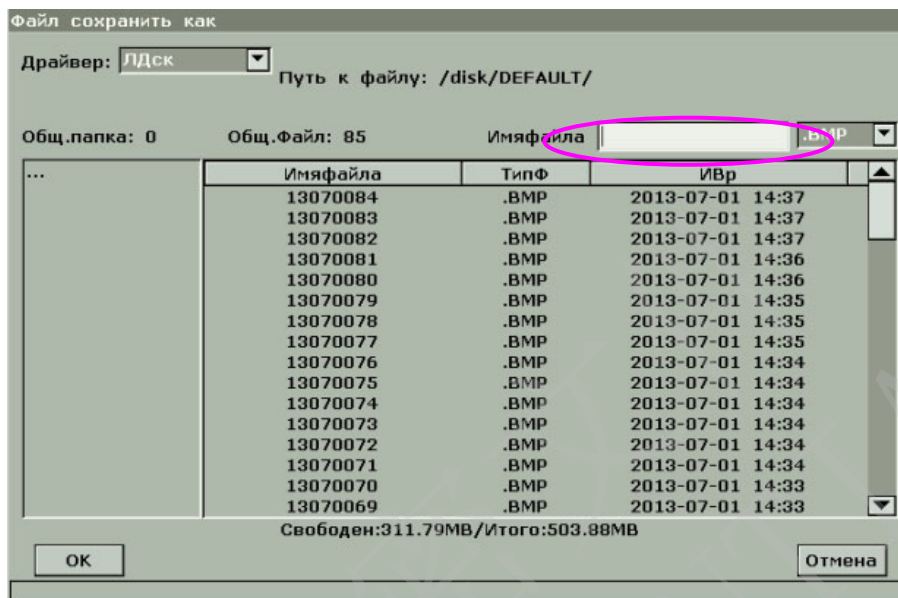 Файл сохранить как
Драйвер: ЛДск
Путь к файлу: /disk/DEFAULT/
Общ.папка: 0 Общ.Файл: 85 Имяфайла .BMP
... Имяфайла ТипФ ИВр
13070084 .BMP 2013-07-01 14:37
13070083 .BMP 2013-07-01 14:37
13070082 .BMP 2013-07-01 14:37
13070081 .BMP 2013-07-01 14:36
13070080 .BMP 2013-07-01 14:36
13070079 .BMP 2013-07-01 14:35
13070078 .BMP 2013-07-01 14:35
13070077 .BMP 2013-07-01 14:35
13070076 .BMP 2013-07-01 14:34
13070075 .BMP 2013-07-01 14:34
13070074 .BMP 2013-07-01 14:34
13070073 .BMP 2013-07-01 14:34
13070072 .BMP 2013-07-01 14:34
13070071 .BMP 2013-07-01 14:34
13070070 .BMP 2013-07-01 14:33
13070069 .BMP 2013-07-01 14:33
Свободен:311.79MB/Итого:503.88MB
OK Отмена